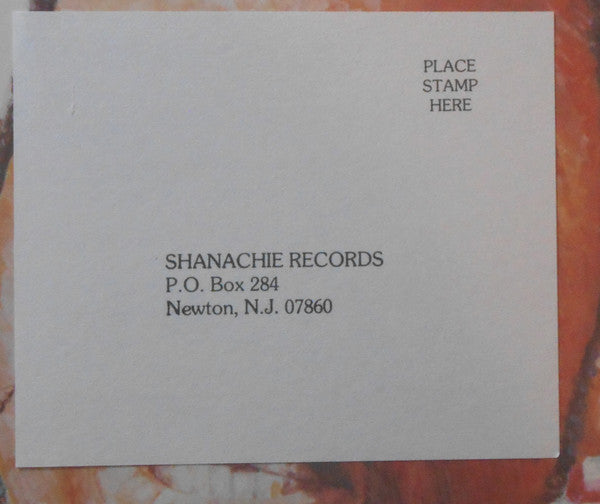 PLACE
STAMP
HERE
SHANACHIE RECORDS
P.O. Box 284
Newton, N.J. 07860